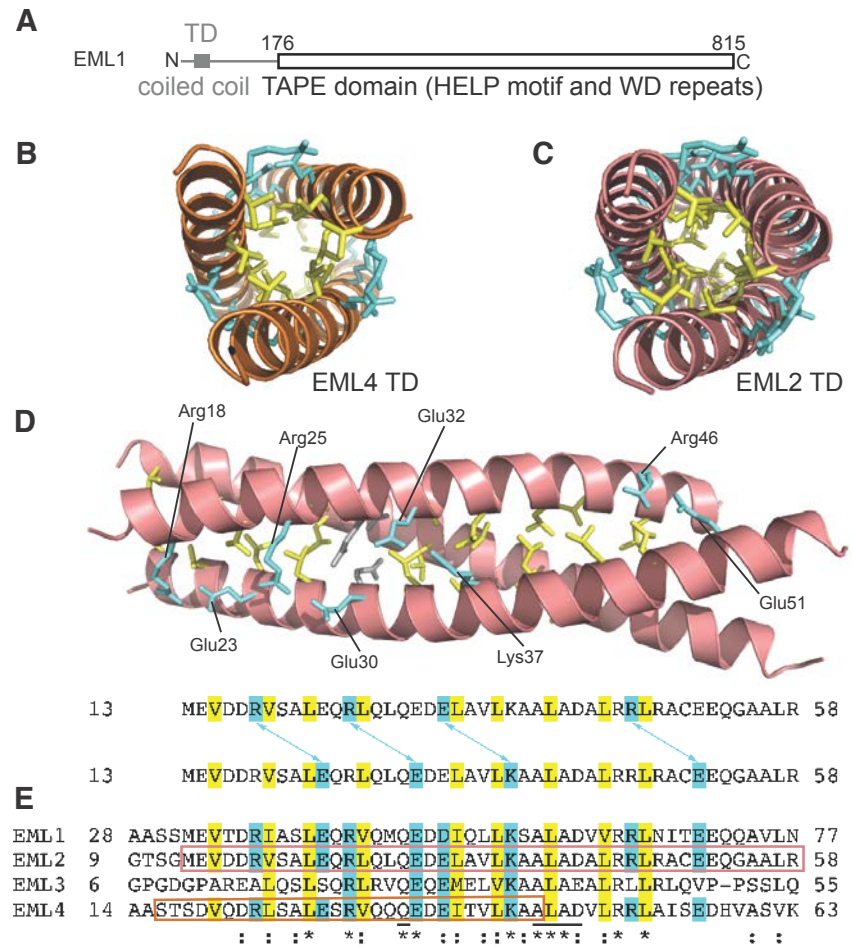 A
TD
176
815
EML1
N
C
coiled coil
TAPE domain (HELP motif and WD repeats)
B
C
EML4 TD
EML2 TD
D
Arg18
Arg25
Glu32
Arg46
Glu23
Glu30
Lys37
Glu51
13 MEVDDRVSALEQRLQLQEDELAVLKAALADALRRLRACEEQGAALR 58
13 MEVDDRVSALEQRLQLQEDELAVLKAALADALRRLRACEEQGAALR 58
E
EML1 28 AASSMEVTDRIASLEQRVQMQEDDIQLLKSALADVVRRLNITEEQQAVLN 77
EML2 9 GTSGMEVDDRVSALEQRLQLQEDELAVLKAALADALRRLRACEEQGAALR 58
EML3 6 GPGDGPAREALQSLSQRLRVQEQEMELVKAALAEALRLLRLQVP-PSSLQ 55
EML4 14 AASTSDVQDRLSALESRVQQQEDEITVLKAALADVLRRLAISEDHVASVK 63
: :* *: ** :: ::*:***: :* * : :